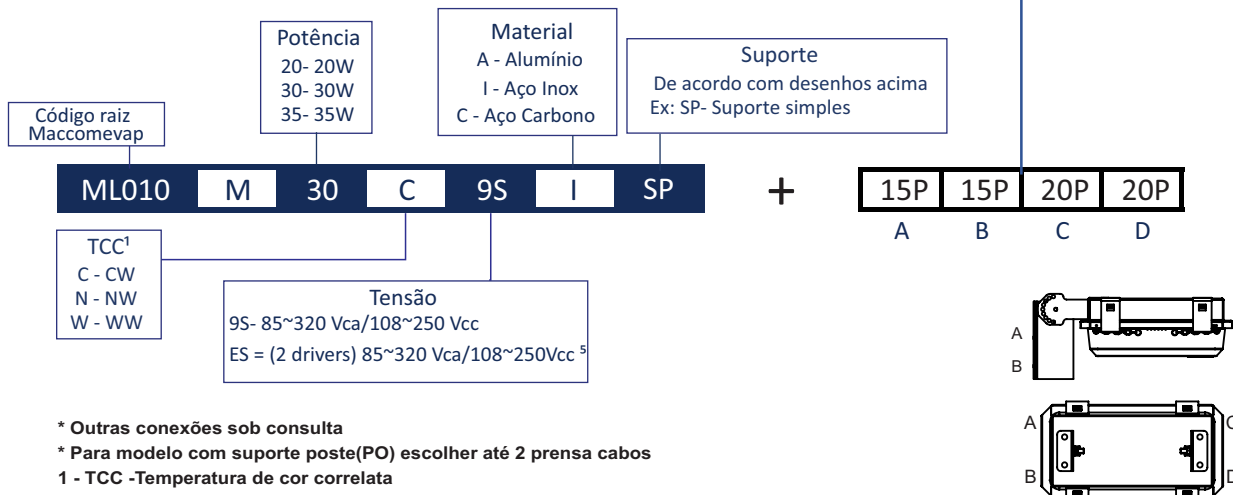 Potência
20- 20W
30- 30W
35- 35W
Material
A - Alumínio
I - Aço Inox
C - Aço Carbono
Suporte
De acordo com desenhos acima
Ex: SP- Suporte simples
Código raiz
Maccomevap
ML010 M 30 C 9S I SP + 15P 15P 20P 20P
A B C D
TCC¹
C - CW
N - NW
W - WW
Tensão
9S- 85~320 Vca/108~250 Vcc
ES = (2 drivers) 85~320 Vca/108~250Vcc ⁵
A
B
A C
B D
* Outras conexões sob consulta
* Para modelo com suporte poste(PO) escolher até 2 prensa cabos
1 - TCC -Temperatura de cor correlata